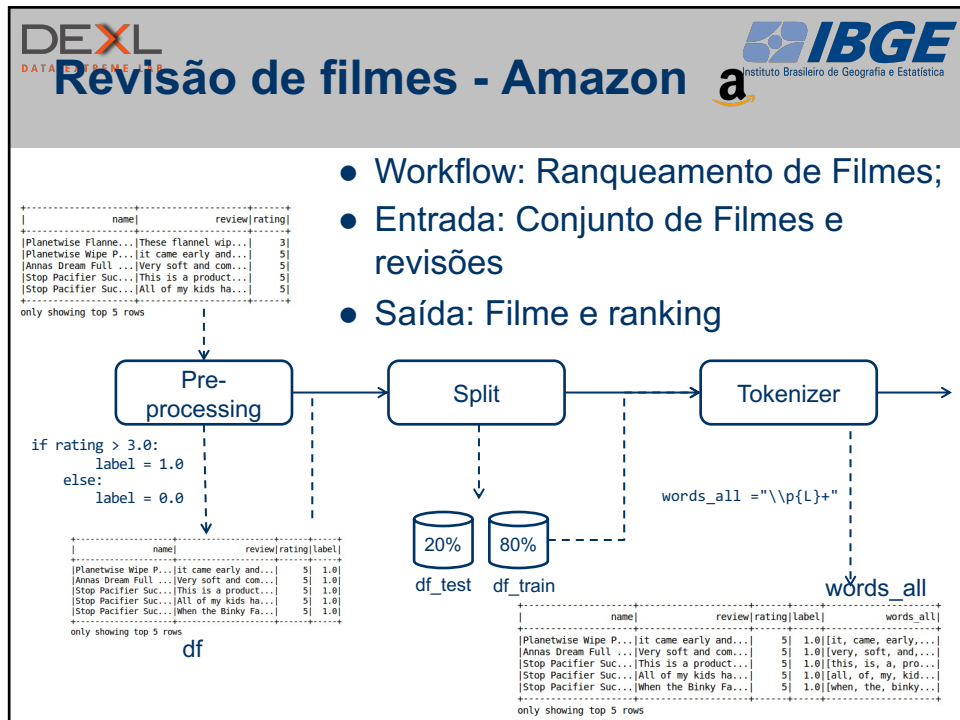 DEXL
DATA EXTREME LAB
IBGE
Instituto Brasileiro de Geografia e Estatística
Revisão de filmes - Amazon
a
● Workflow: Ranqueamento de Filmes;
● Entrada: Conjunto de Filmes e
revisões
● Saída: Filme e ranking
+--------------------+--------------------+------+
|                name|              review|rating|
+--------------------+--------------------+------+
|Planetwise Flanne...|These flannel wip...|     3|
|Planetwise Wipe P...|it came early and...|     5|
|Annas Dream Full ...|Very soft and com...|     5|
|Stop Pacifier Suc...|This is a product...|     5|
|Stop Pacifier Suc...|All of my kids ha...|     5|
+--------------------+--------------------+------+
only showing top 5 rows
Pre-
processing
Split
Tokenizer
if rating > 3.0:
label = 1.0
else:
label = 0.0
20%
80%
df_test
df_train
words_all ="\\p{L}+"
+--------------------+--------------------+------+-----+
|                name|              review|rating|label|
+--------------------+--------------------+------+-----+
|Planetwise Wipe P...|it came early and...|     5|  1.0|
|Annas Dream Full ...|Very soft and com...|     5|  1.0|
|Stop Pacifier Suc...|This is a product...|     5|  1.0|
|Stop Pacifier Suc...|All of my kids ha...|     5|  1.0|
|Stop Pacifier Suc...|When the Binky Fa...|     5|  1.0|
+--------------------+--------------------+------+-----+
only showing top 5 rows
df
words_all
+--------------------+--------------------+------+-----+--------------------+
|                name|              review|rating|label|           words_all|
+--------------------+--------------------+------+-----+--------------------+
|Planetwise Wipe P...|it came early and...|     5|  1.0|[it, came, early,...|
|Annas Dream Full ...|Very soft and com...|     5|  1.0|[very, soft, and,...|
|Stop Pacifier Suc...|This is a product...|     5|  1.0|[this, is, a, pro...|
|Stop Pacifier Suc...|All of my kids ha...|     5|  1.0|[all, of, my, kid...|
|Stop Pacifier Suc...|When the Binky Fa...|     5|  1.0|[when, the, binky...|
+--------------------+--------------------+------+-----+--------------------+
only showing top 5 rows